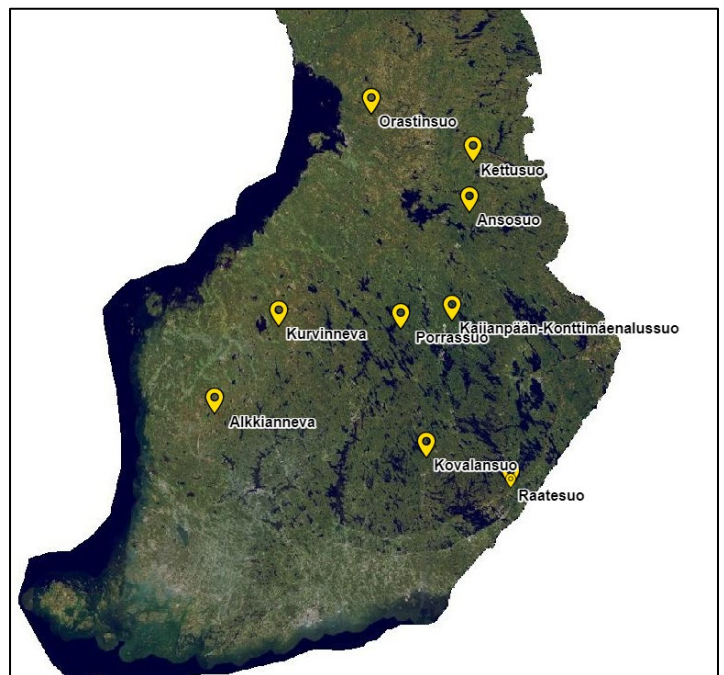 Orastinsuo
Kettusuo
Ansosuo
Kaijanpään-Konttimäenalussuo
Kurvinneva
Porrassuo
Alkkianneva
Kovalansuo
Raatesuo